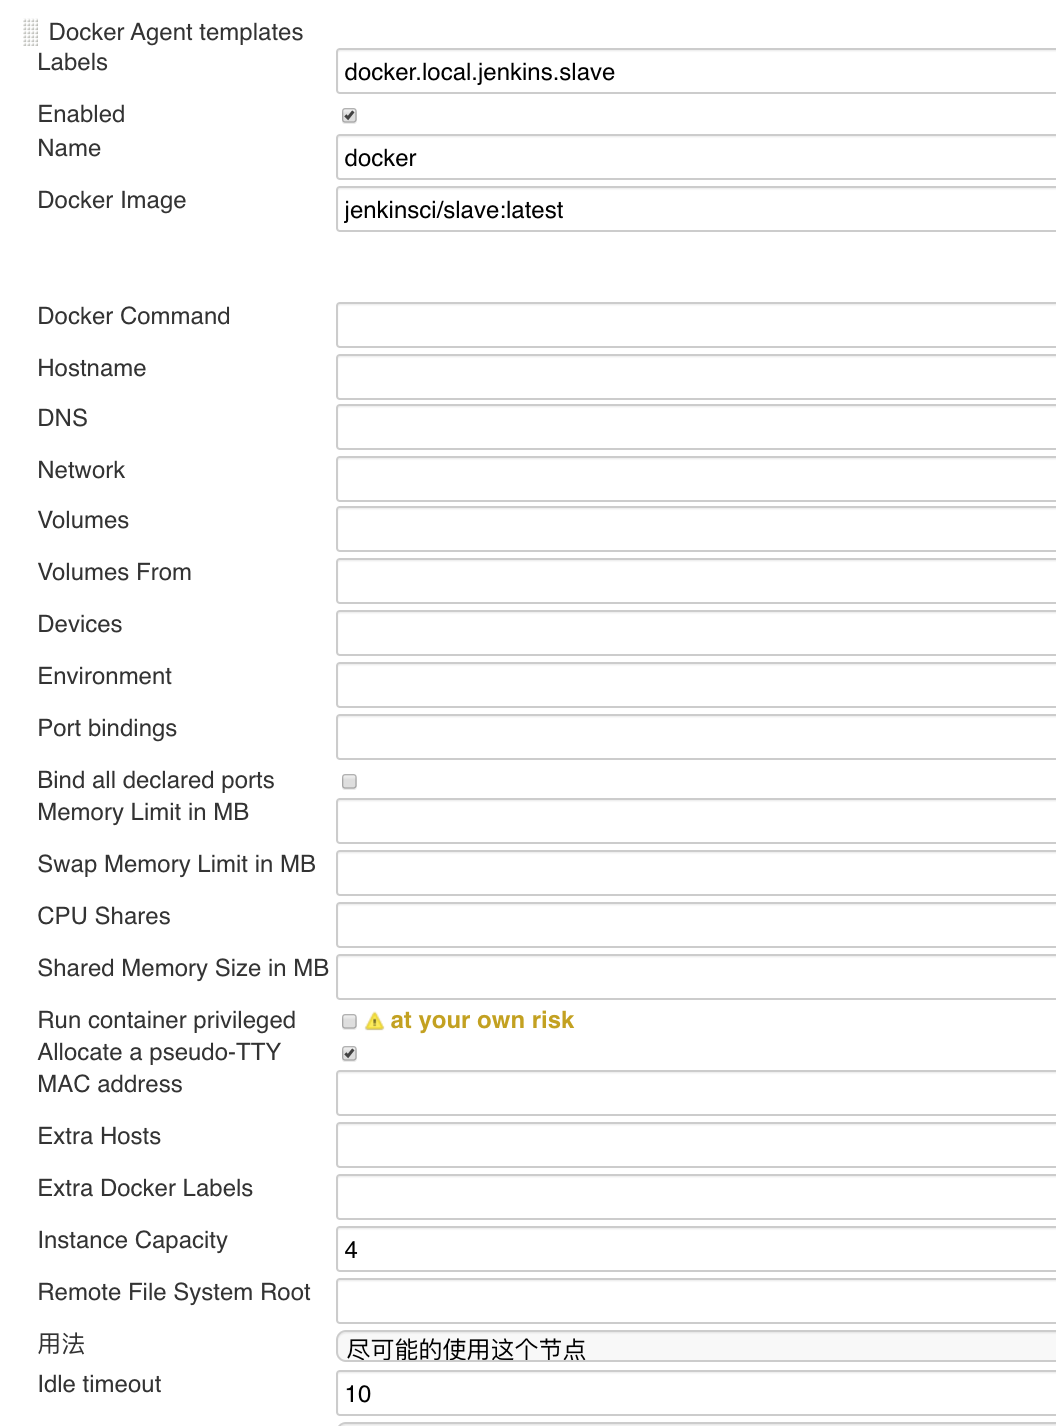 Docker Agent templates
Labels docker.local.jenkins.slave
Enabled
Name docker
Docker Image jenkinsci/slave:latest
Docker Command
Hostname
DNS
Network
Volumes
Volumes From
Devices
Environment
Port bindings
Bind all declared ports
Memory Limit in MB
Swap Memory Limit in MB
CPU Shares
Shared Memory Size in MB
Run container privileged at your own risk
Allocate a pseudo-TTY
MAC address
Extra Hosts
Extra Docker Labels
Instance Capacity 4
Remote File System Root
用法 尽可能的使用这个节点
Idle timeout 10